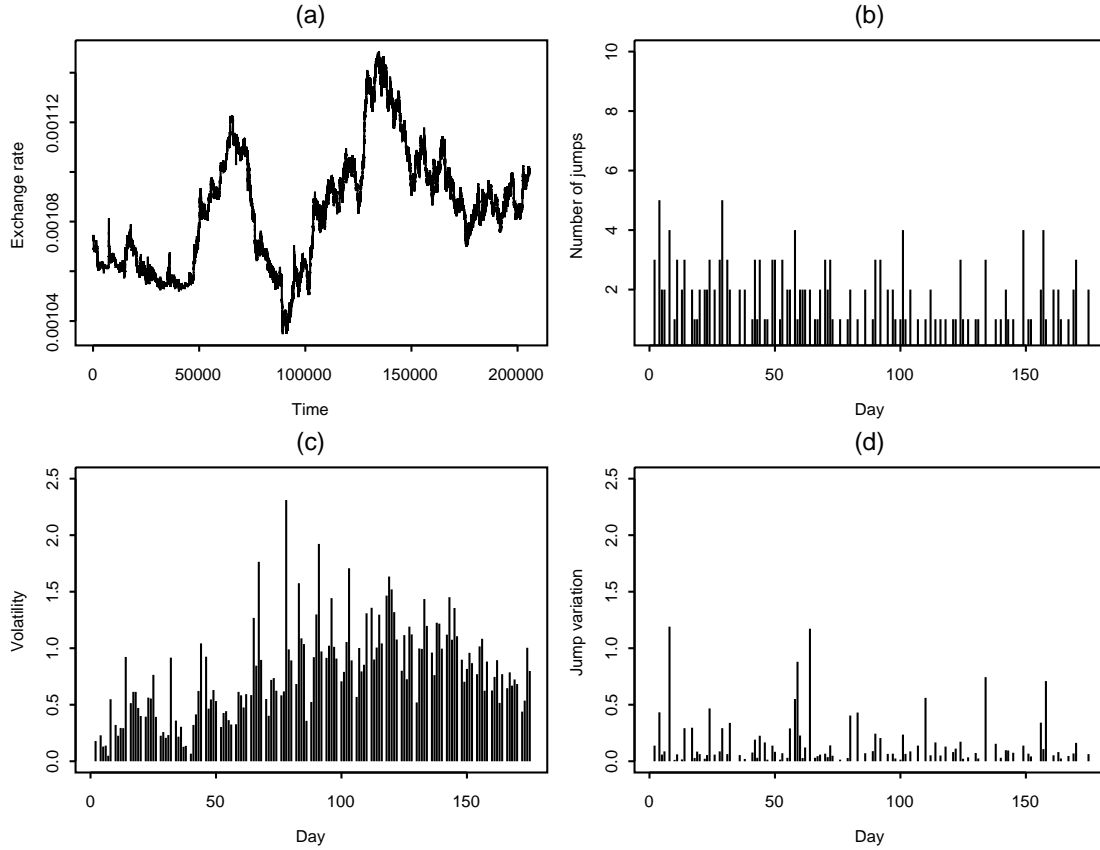 (a)
Exchange rate
0.00104 0.00108 0.00112
0 50000 100000 150000 200000
Time
(b)
Number of jumps
2 4 6 8 10
0 50 100 150
Day
(c)
Volatility
0.0 0.5 1.0 1.5 2.0 2.5
0 50 100 150
Day
(d)
Jump variation
0.0 0.5 1.0 1.5 2.0 2.5
0 50 100 150
Day